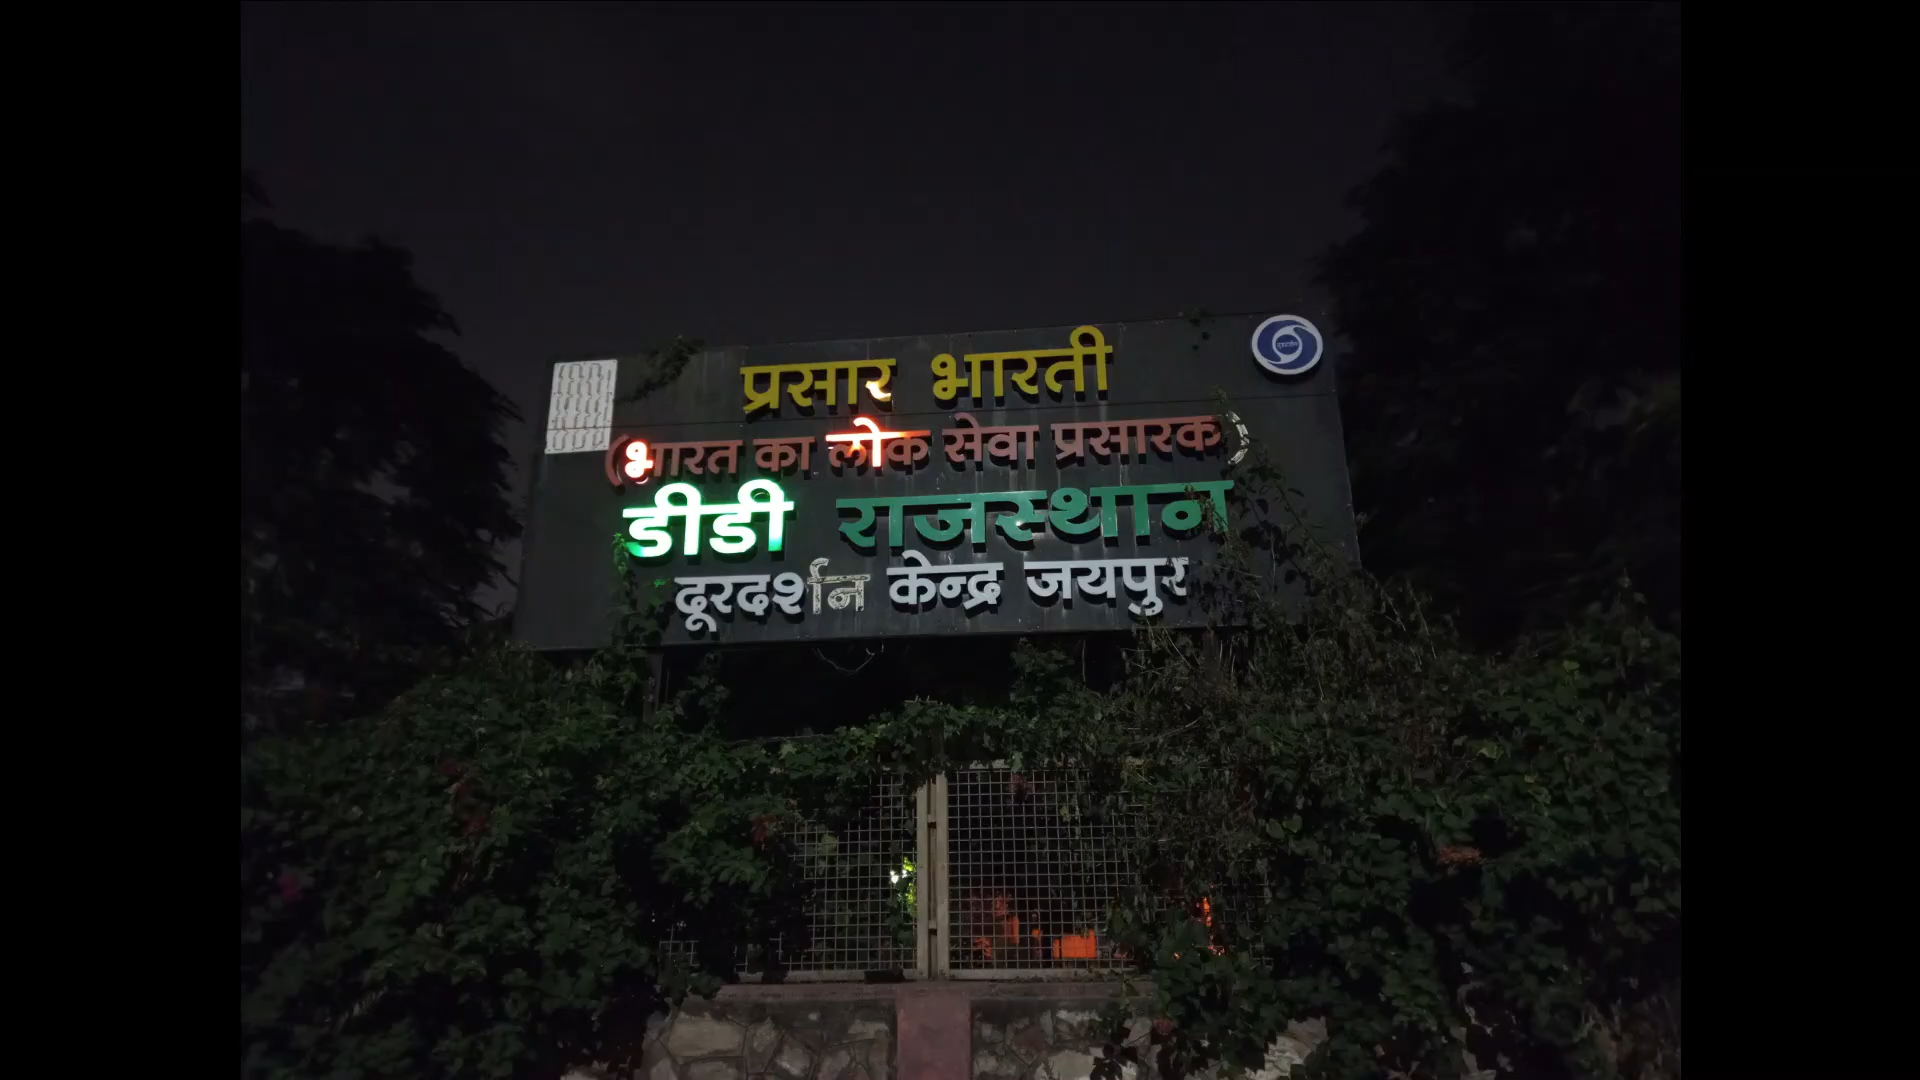 प्रसार भारती
(भारत का लोक सेवा प्रसारक)
डीडी राजस्थान
दूरदर्शन केन्द्र जयपुर